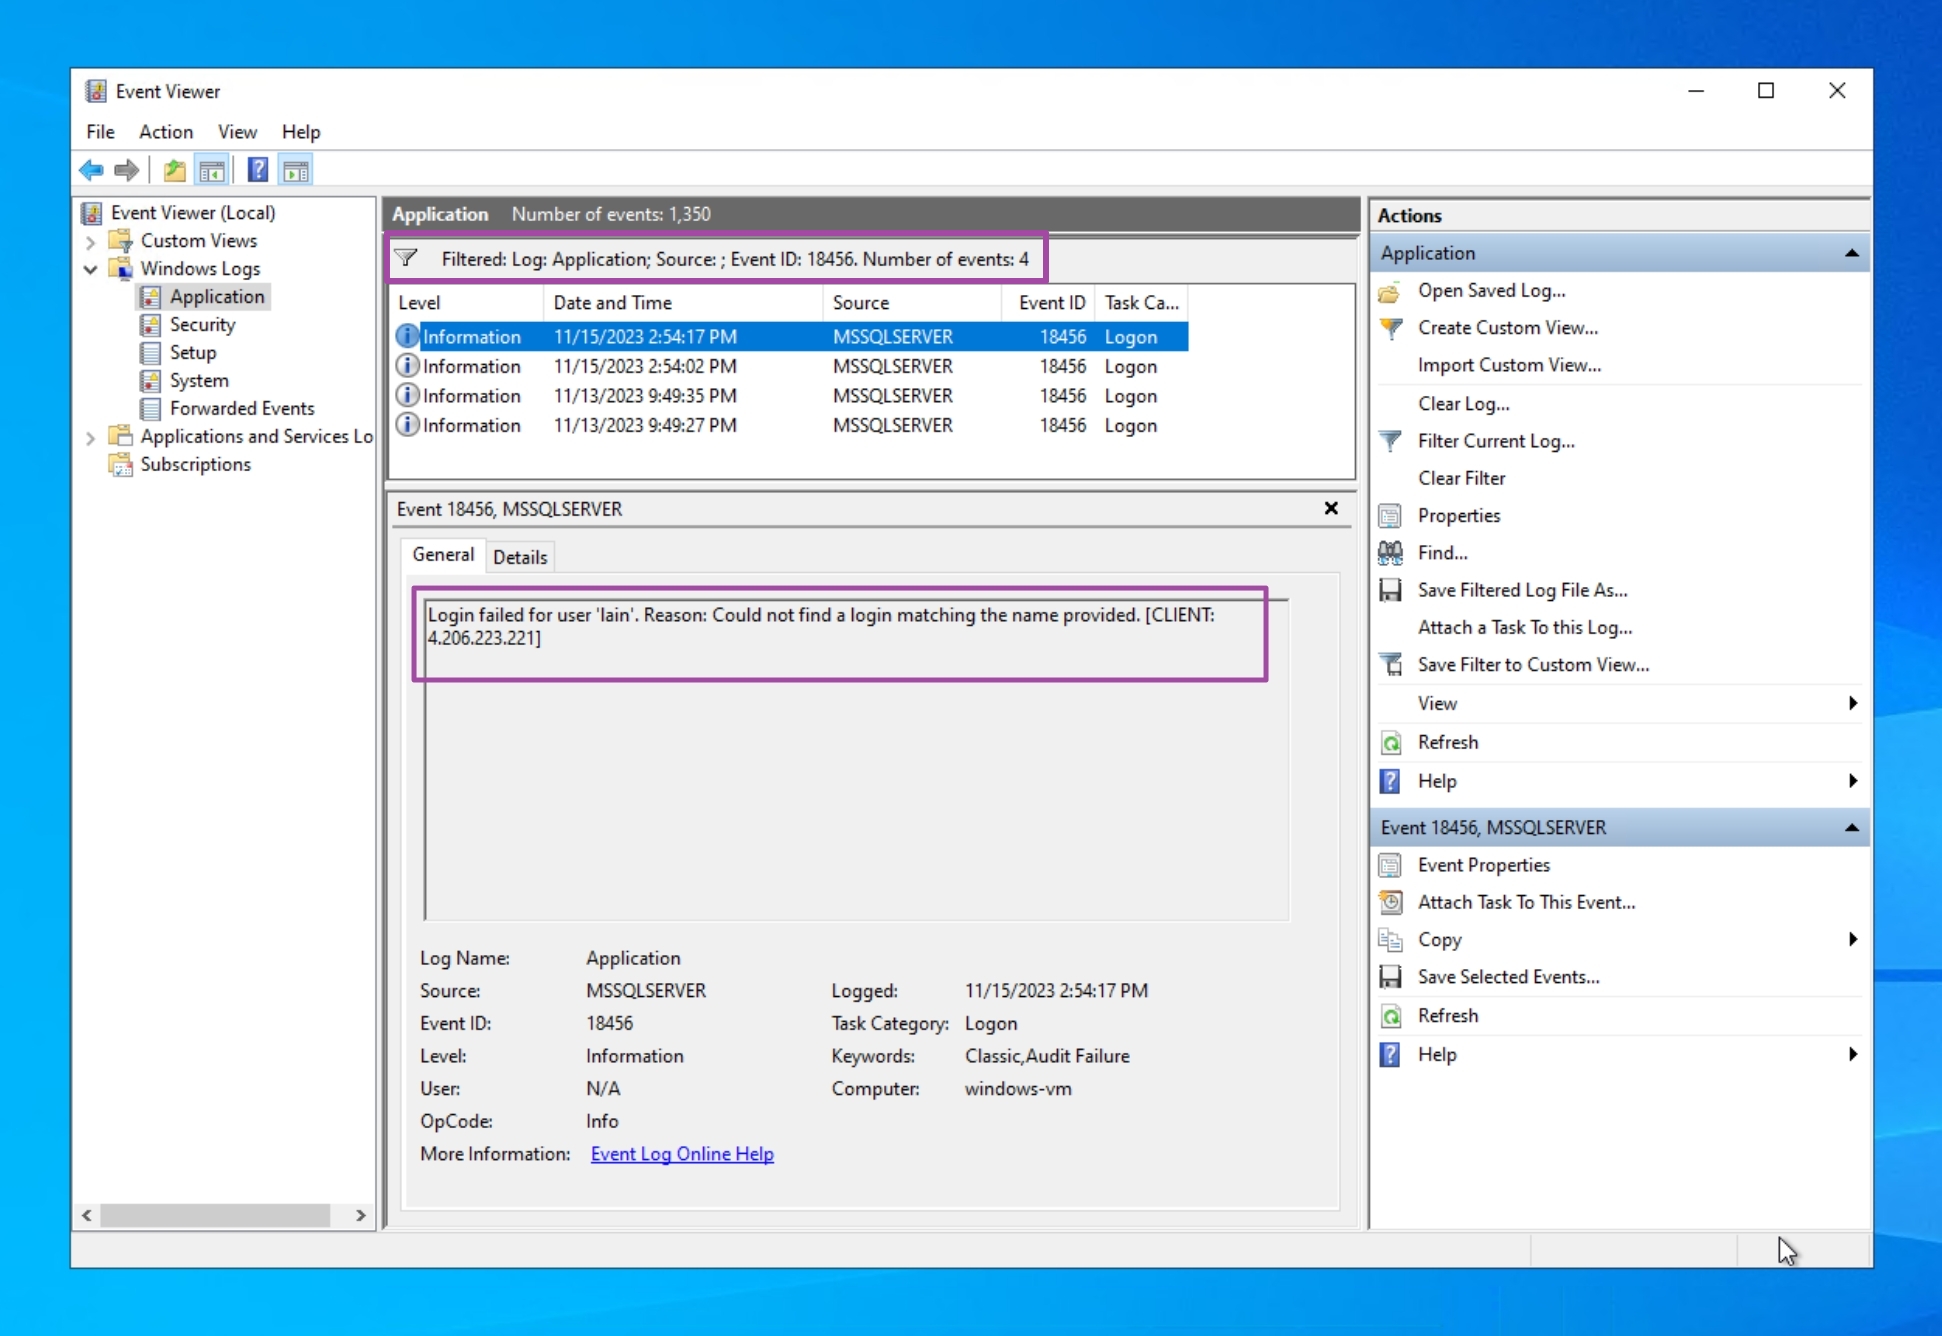 Event Viewer
File Action View Help
Event Viewer (Local)
Custom Views
Windows Logs
Application
Security
Setup
System
Forwarded Events
Applications and Services Lo
Subscriptions
Application Number of events: 1,350
Filtered: Log: Application; Source: ; Event ID: 18456. Number of events: 4
Level Date and Time Source Event ID Task Ca...
Information 11/15/2023 2:54:17 PM MSSQLSERVER 18456 Logon
Information 11/15/2023 2:54:02 PM MSSQLSERVER 18456 Logon
Information 11/13/2023 9:49:35 PM MSSQLSERVER 18456 Logon
Information 11/13/2023 9:49:27 PM MSSQLSERVER 18456 Logon
Event 18456, MSSQLSERVER
General Details
Login failed for user 'lain'. Reason: Could not find a login matching the name provided. [CLIENT:
4.206.223.221]
Log Name: Application
Source: MSSQLSERVER Logged: 11/15/2023 2:54:17 PM
Event ID: 18456 Task Category: Logon
Level: Information Keywords: Classic,Audit Failure
User: N/A Computer: windows-vm
OpCode: Info
More Information: Event Log Online Help
Actions
Application
Open Saved Log...
Create Custom View...
Import Custom View...
Clear Log...
Filter Current Log...
Clear Filter
Properties
Find...
Save Filtered Log File As...
Attach a Task To this Log...
Save Filter to Custom View...
View
Refresh
Help
Event 18456, MSSQLSERVER
Event Properties
Attach Task To This Event...
Copy
Save Selected Events...
Refresh
Help